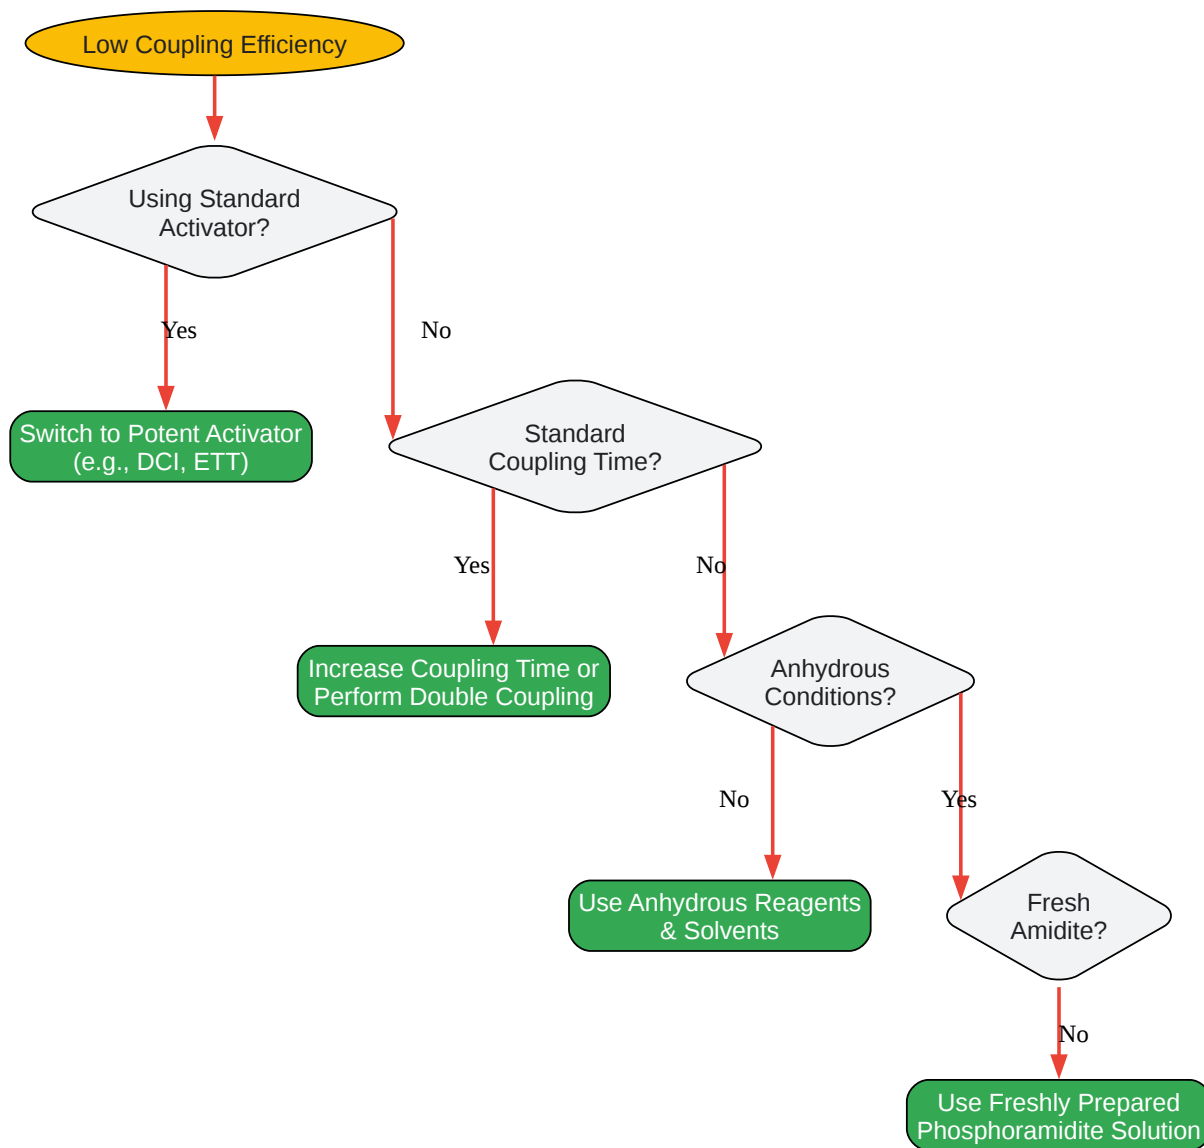 Low Coupling Efficiency
Using Standard
Activator?
Yes
No
Switch to Potent Activator
(e.g., DCI, ETT)
Standard
Coupling Time?
Yes
No
Increase Coupling Time or
Perform Double Coupling
Anhydrous
Conditions?
No
Yes
Use Anhydrous Reagents
& Solvents
Fresh
Amidite?
No
Use Freshly Prepared
Phosphoramidite Solution